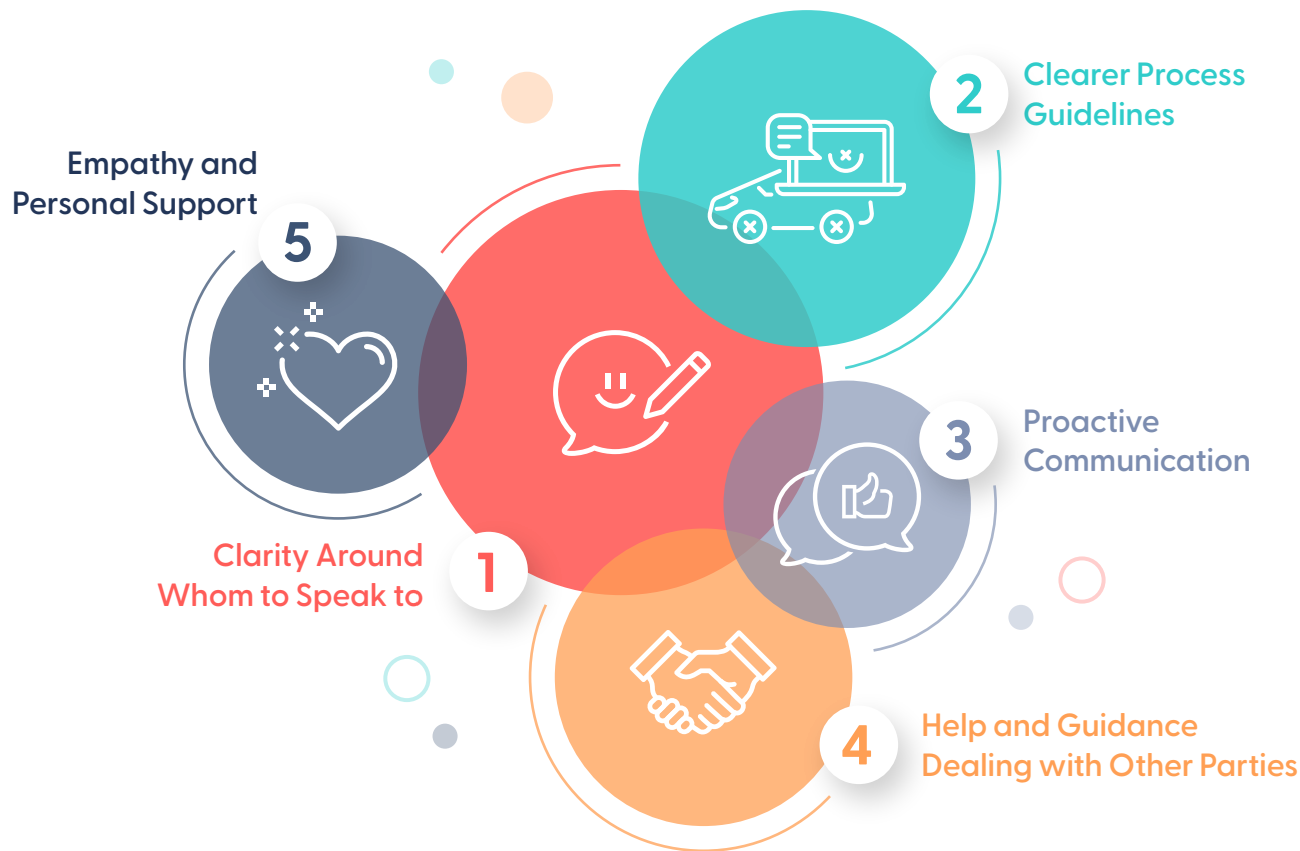 1
Clarity Around
Whom to Speak to
2
Clearer Process
Guidelines
3
Proactive
Communication
4
Help and Guidance
Dealing with Other Parties
5
Empathy and
Personal Support